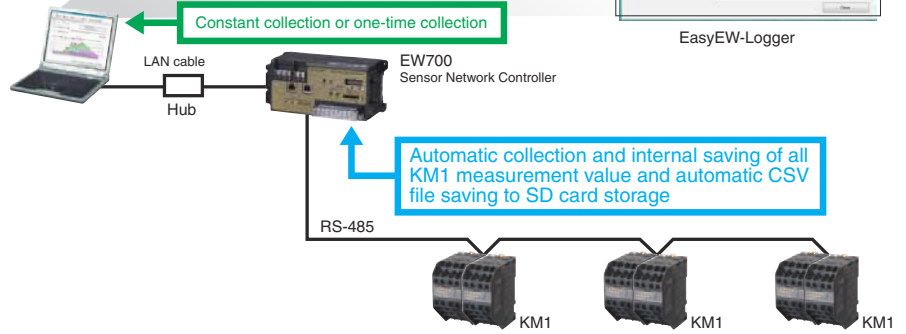 Constant collection or one-time collection
EasyEW-Logger
LAN cable
EW700
Sensor Network Controller
Hub
Automatic collection and internal saving of all
KM1 measurement value and automatic CSV
file saving to SD card storage
RS-485
KM1
KM1
KM1